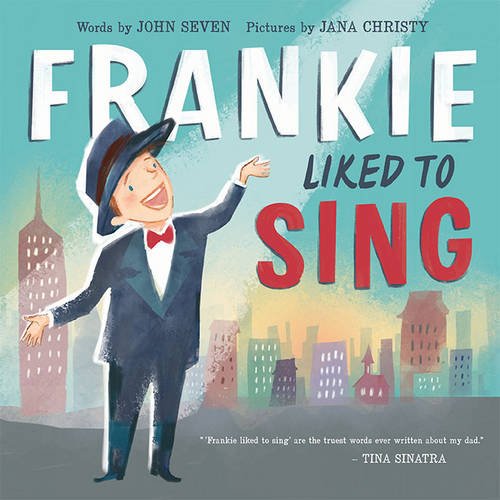 Words by JOHN SEVEN Pictures by JANA CHRISTY
FRANKIE
LIKED TO
SING
"'Frankie liked to sing' are the truest words ever written about my dad."
– TINA SINATRA